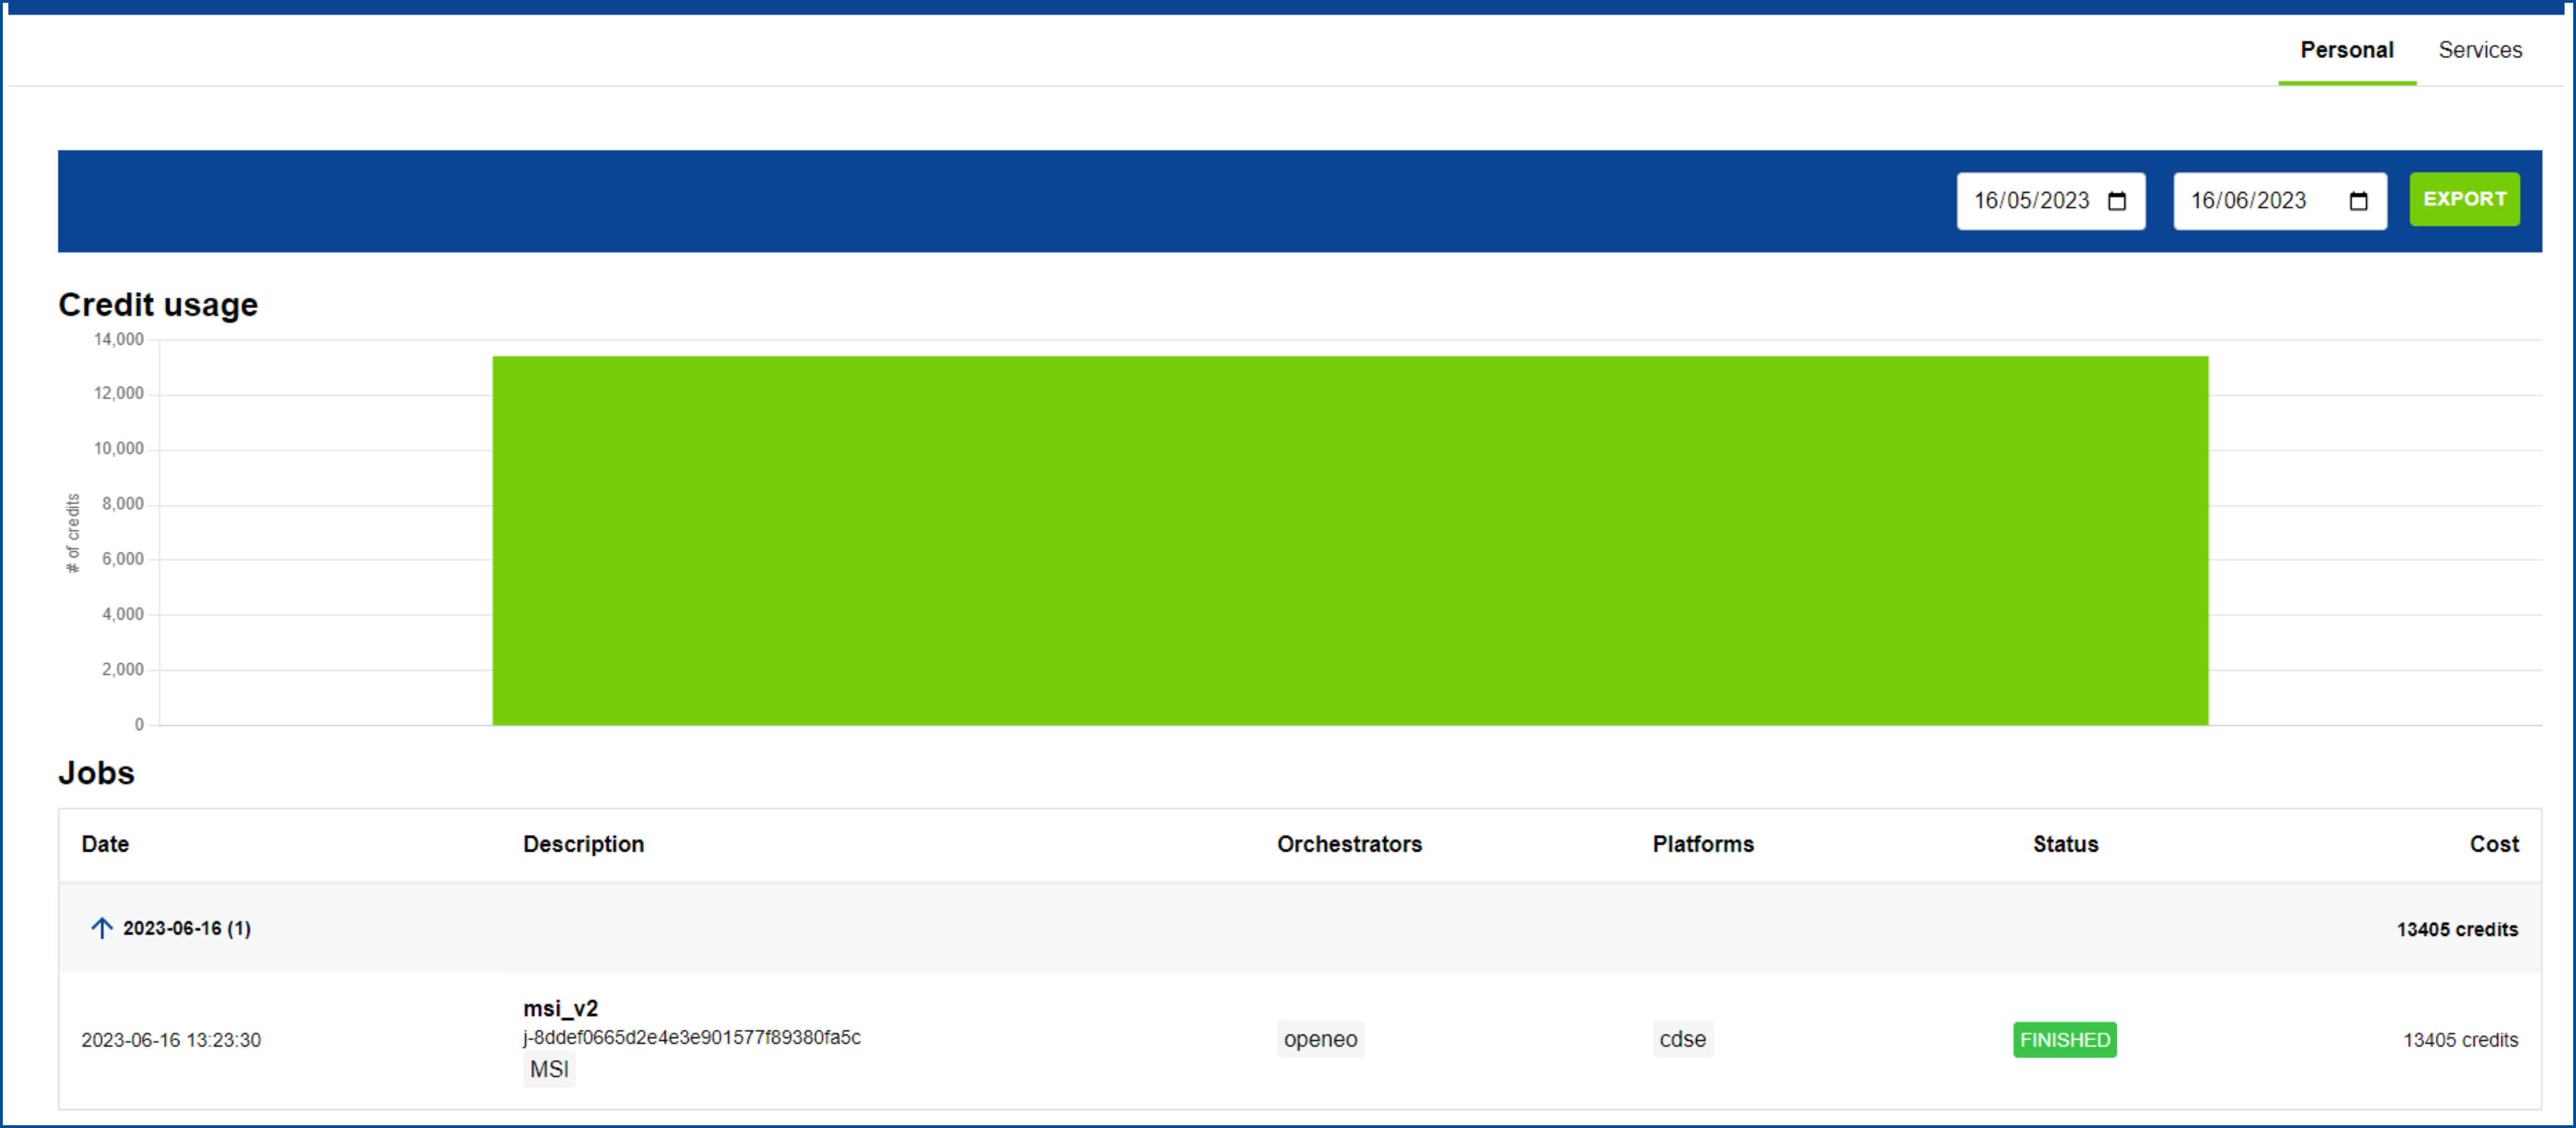 Personal Services
16/05/2023 16/06/2023 EXPORT
Credit usage
14,000
12,000
10,000
8,000
6,000
4,000
2,000
0
# of credits
Jobs
Date Description Orchestrators Platforms Status Cost
2023-06-16 (1) 13405 credits
msi_v2
2023-06-16 13:23:30 j-8ddef0665d2e4e3e901577f89380fa5c openeo cdse FINISHED 13405 credits
MSI